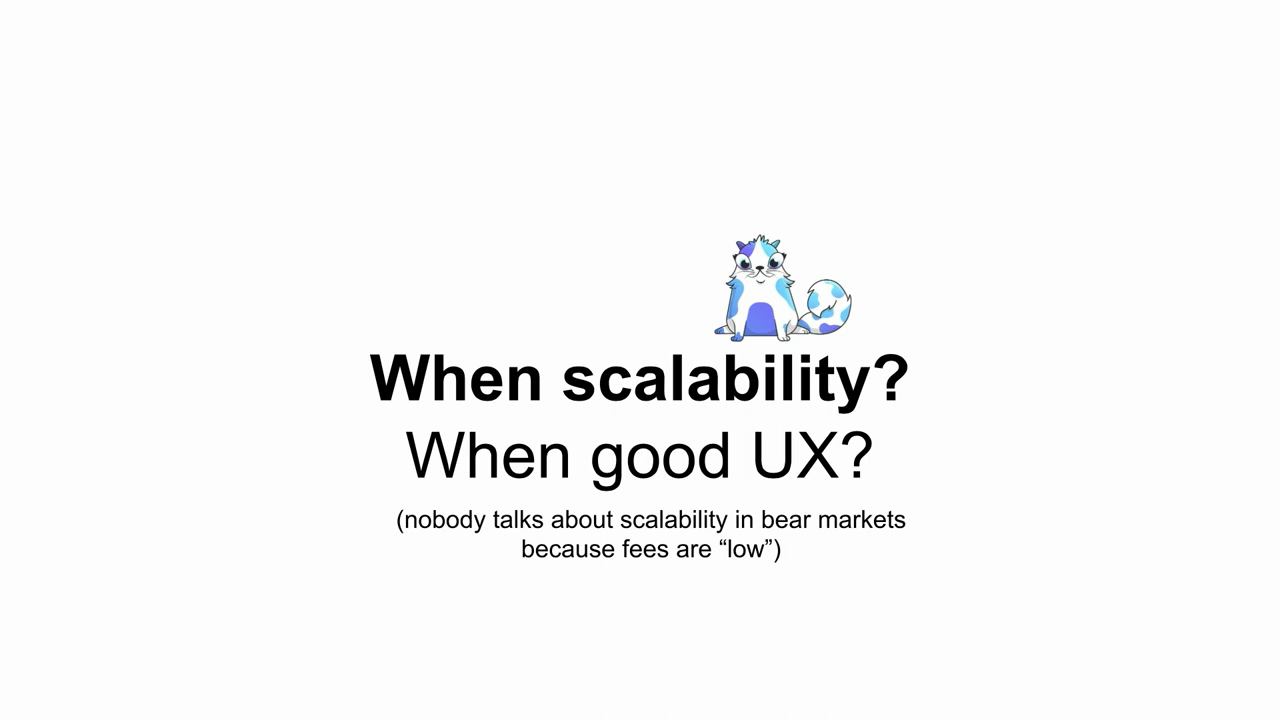 When scalability?
When good UX?
(nobody talks about scalability in bear markets
because fees are “low”)